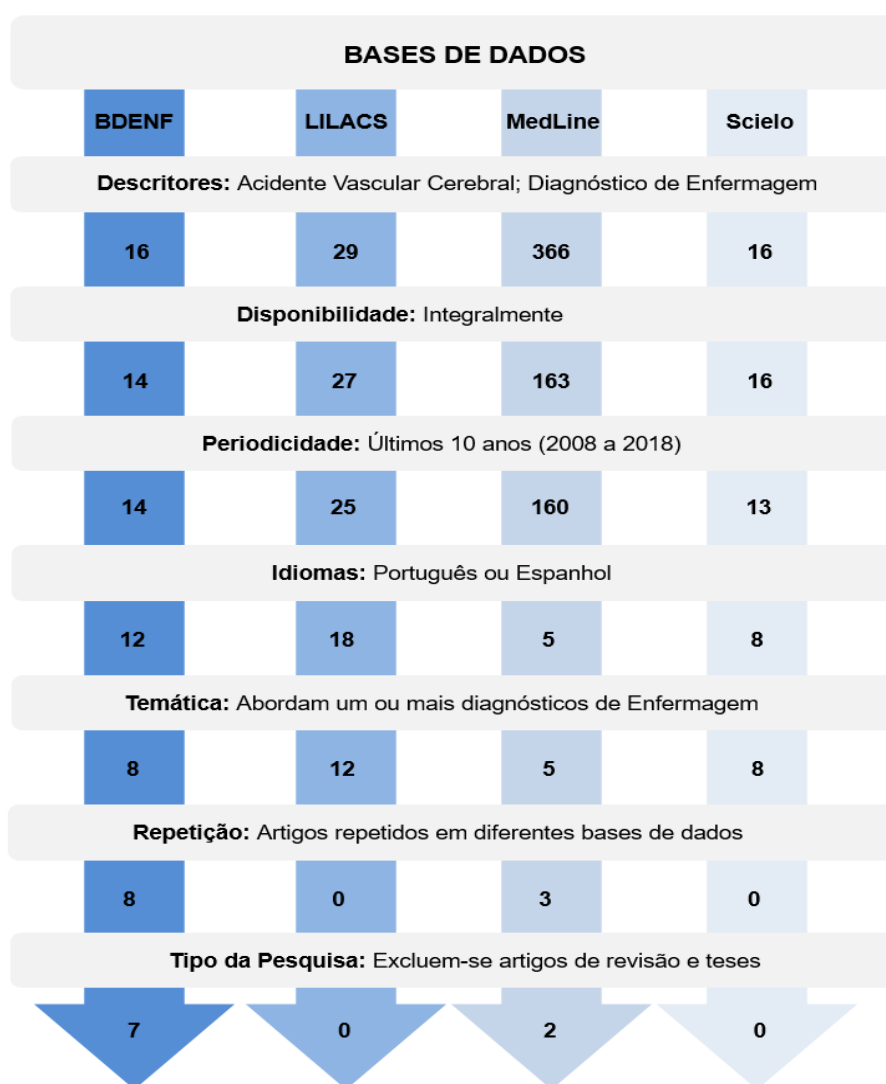 BASES DE DADOS
BDENF LILACS MedLine Scielo
Descritores: Acidente Vascular Cerebral; Diagnóstico de Enfermagem
16 29 366 16
Disponibilidade: Integralmente
14 27 163 16
Periodicidade: Últimos 10 anos (2008 a 2018)
14 25 160 13
Idiomas: Português ou Espanhol
12 18 5 8
Temática: Abordam um ou mais diagnósticos de Enfermagem
8 12 5 8
Repetição: Artigos repetidos em diferentes bases de dados
8 0 3 0
Tipo da Pesquisa: Excluem-se artigos de revisão e teses
7 0 2 0